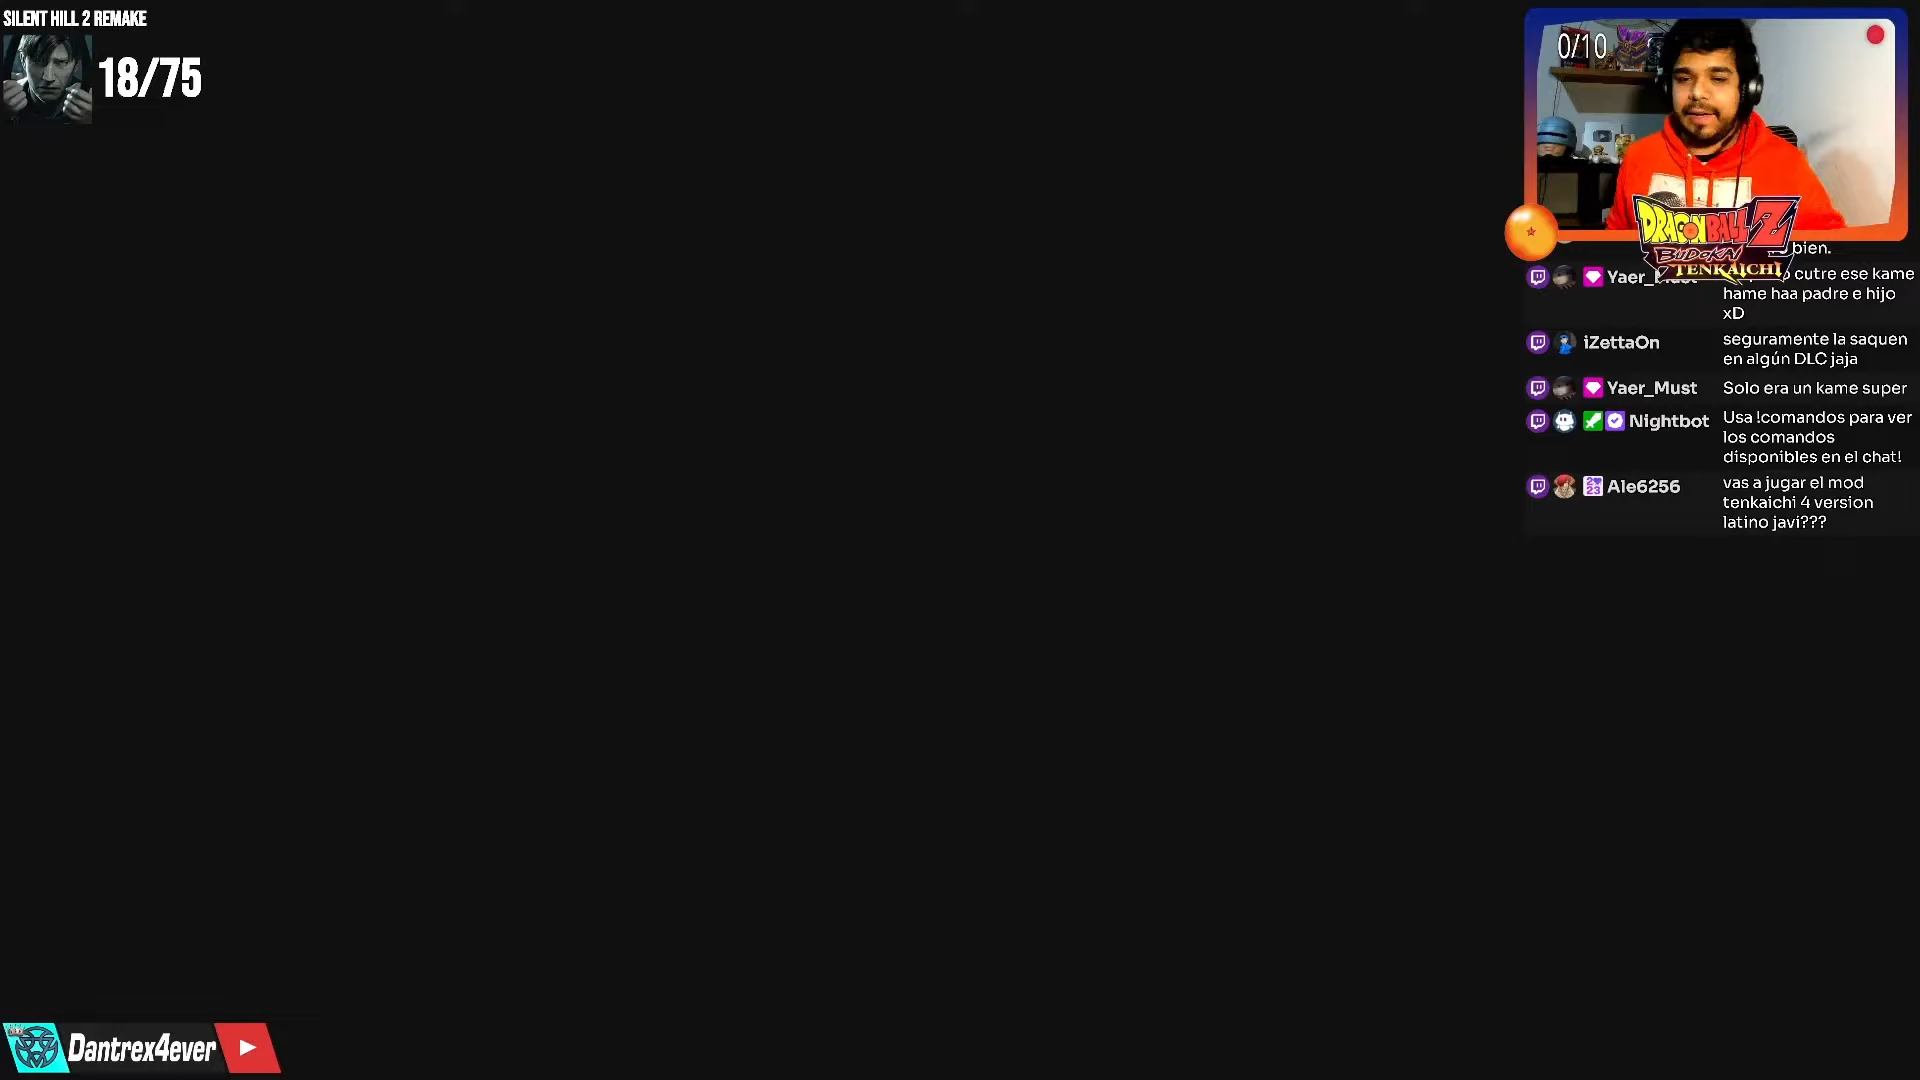 SILENT HILL 2 REMAKE
18/75
0/10
DRAGON BALL Z
BUDOKAI
TENKAICHI
bien.
cutre ese kame
hame haa padre e hijo
xD
iZettaOn
seguramente la saquen
en algún DLC jaja
Yaer_Must
Solo era un kame super
Nightbot
Usa !comandos para ver
los comandos
disponibles en el chat!
Ale6256
vas a jugar el mod
tenkaichi 4 version
latino javi???
Dantrex4ever